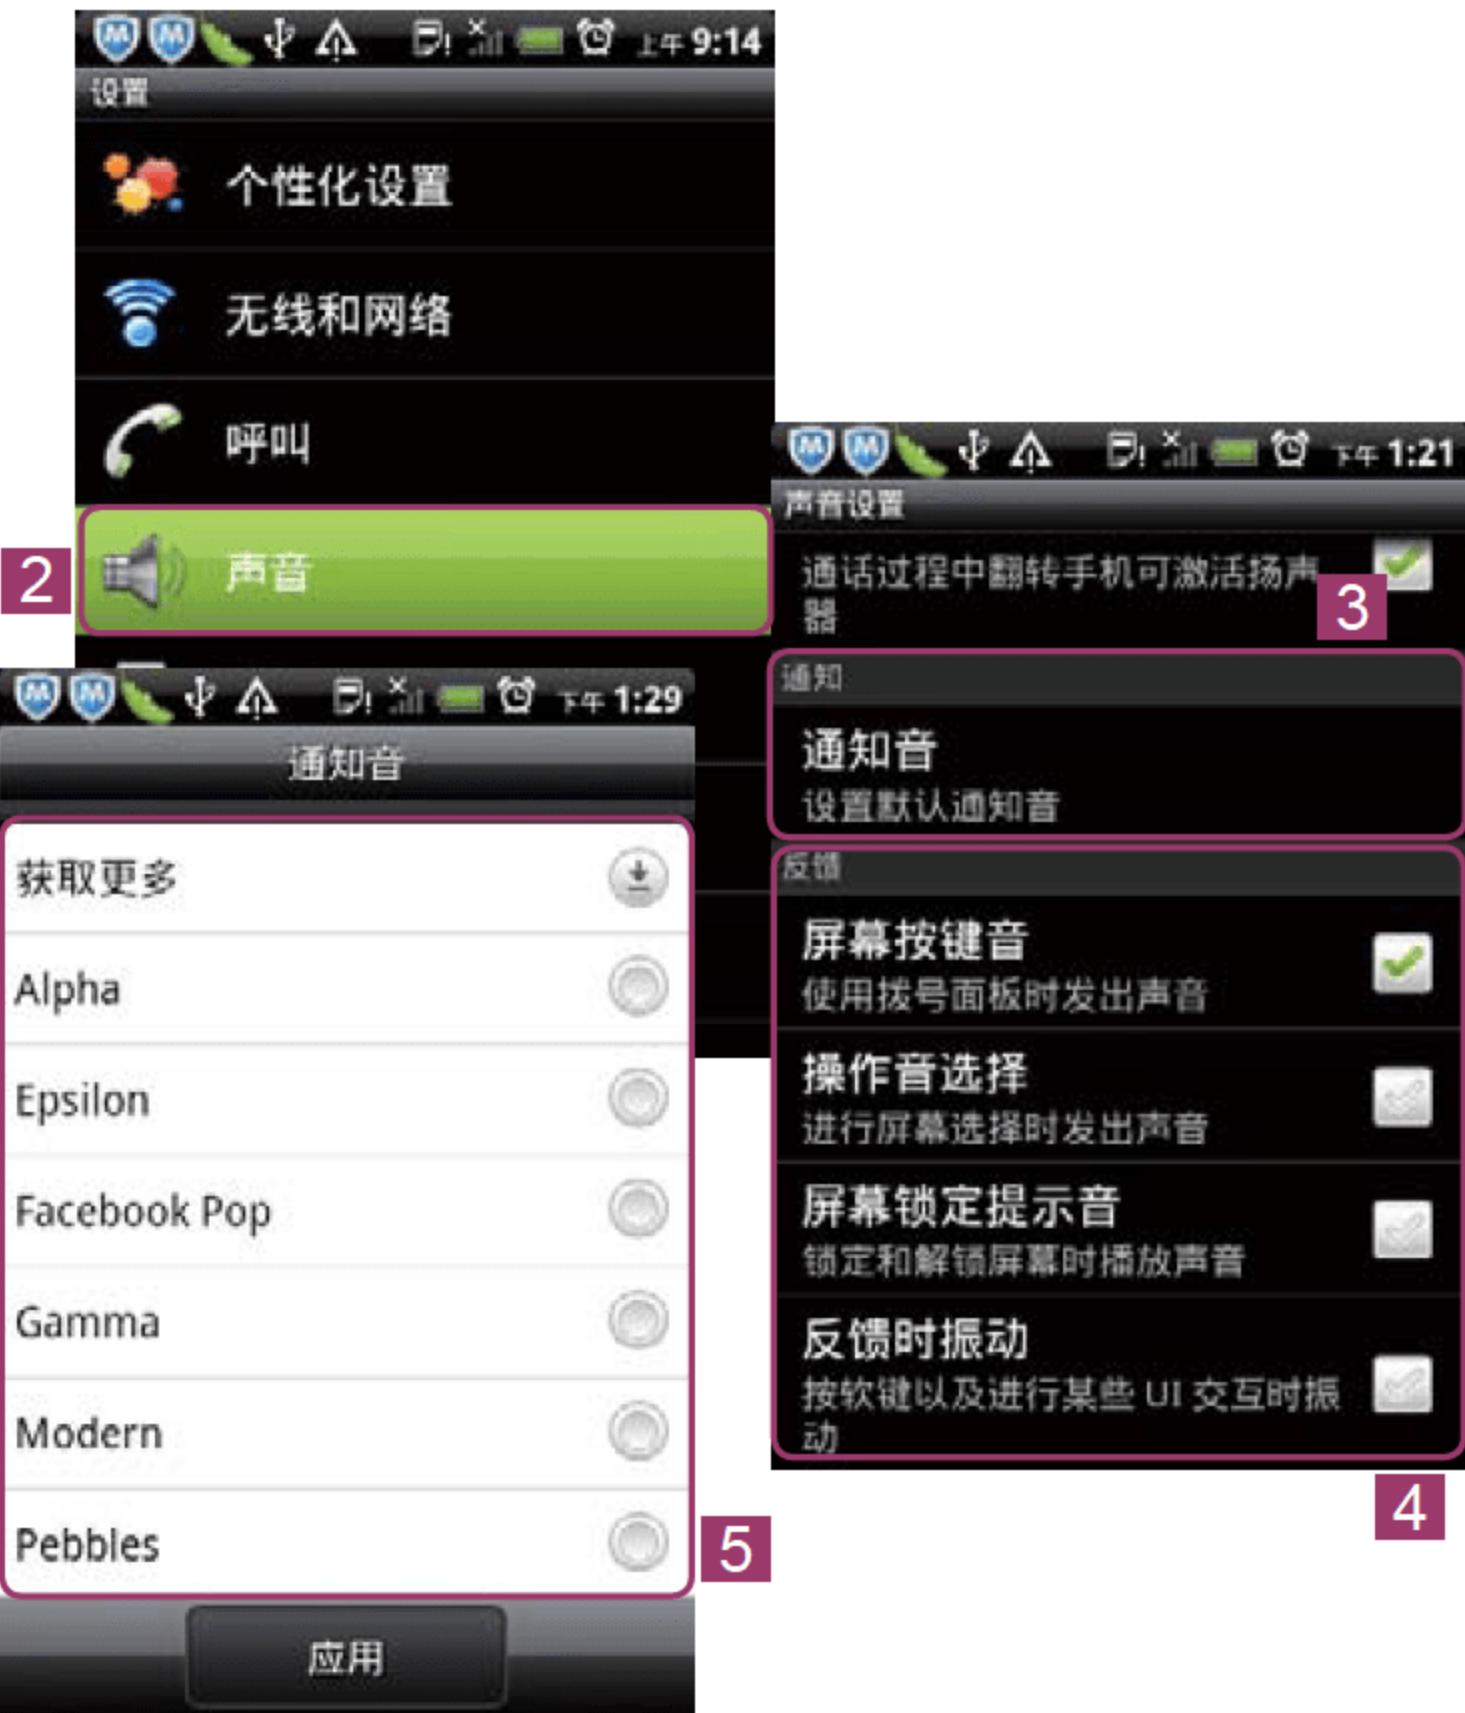 上午 9:14
设置
个性化设置
无线和网络
呼叫
2
声音
下午 1:21
声音设置
通话过程中翻转手机可激活扬声
器
3
通知
通知音
设置默认通知音
反馈
屏幕按键音
使用拨号面板时发出声音
操作音选择
进行屏幕选择时发出声音
屏幕锁定提示音
锁定和解锁屏幕时播放声音
反馈时振动
按软键以及进行某些 UI 交互时振
动
4
下午 1:29
通知音
获取更多
Alpha
Epsilon
Facebook Pop
Gamma
Modern
Pebbles
5
应用